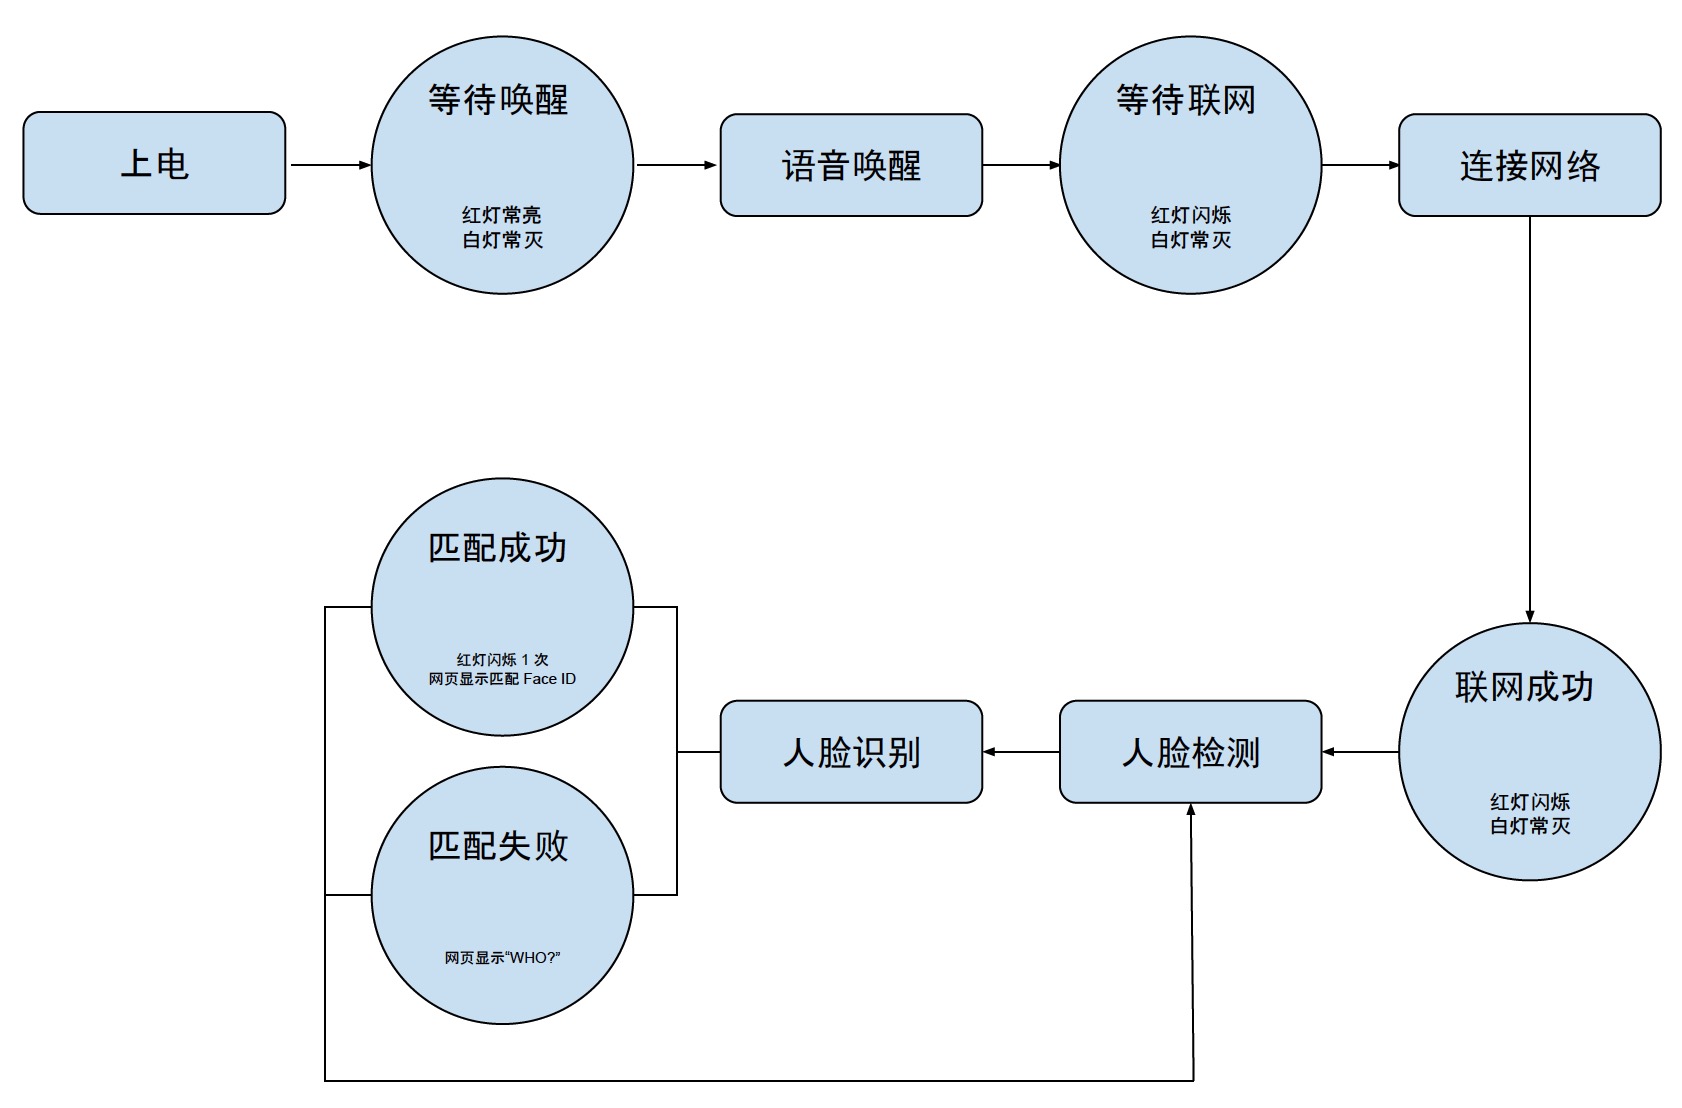 上电
等待唤醒
红灯常亮
白灯常灭
语音唤醒
等待联网
红灯闪烁
白灯常灭
连接网络
联网成功
红灯闪烁
白灯常灭
人脸检测
人脸识别
匹配成功
红灯闪烁 1 次
网页显示匹配 Face ID
匹配失败
网页显示“WHO?”